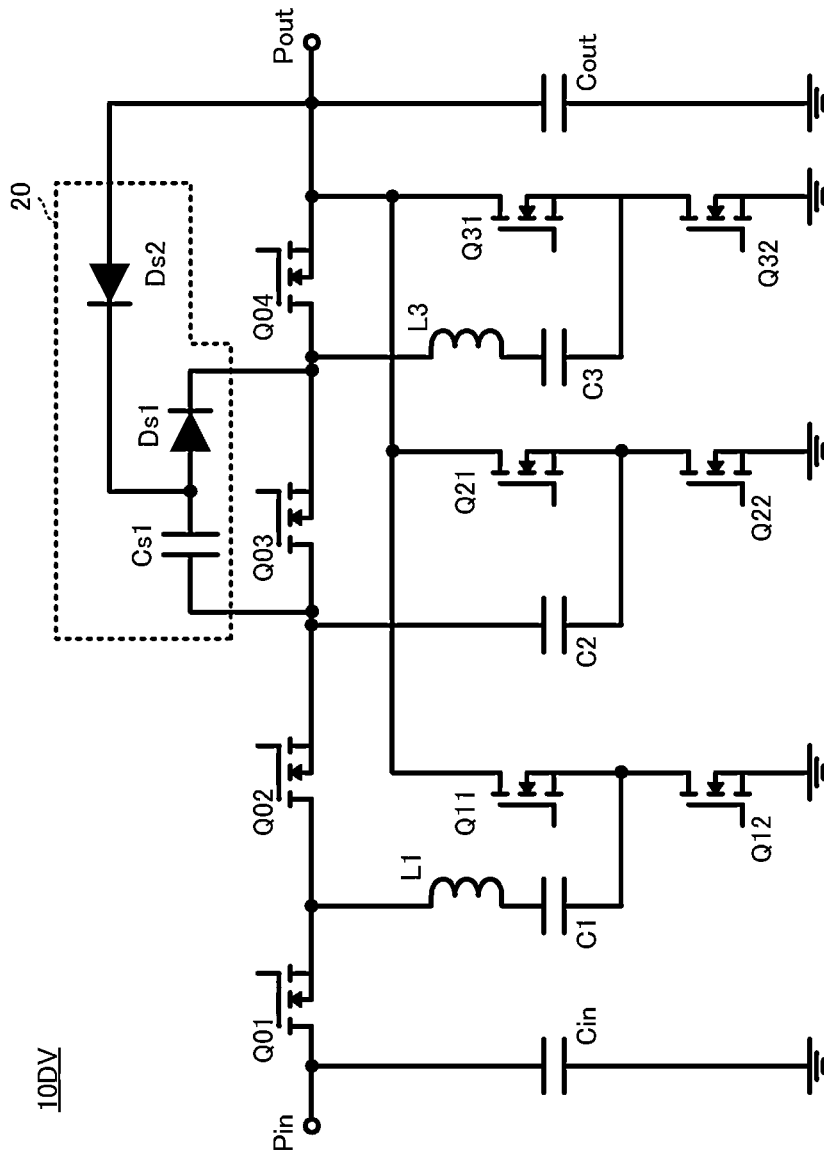 10DV
20
Ds2
Ds1
Cs1
Pin
Q01
Q02
Q03
Q04
Pout
L1
L3
Cin
C1
Q11
C2
Q21
C3
Q31
Cout
Q12
Q22
Q32